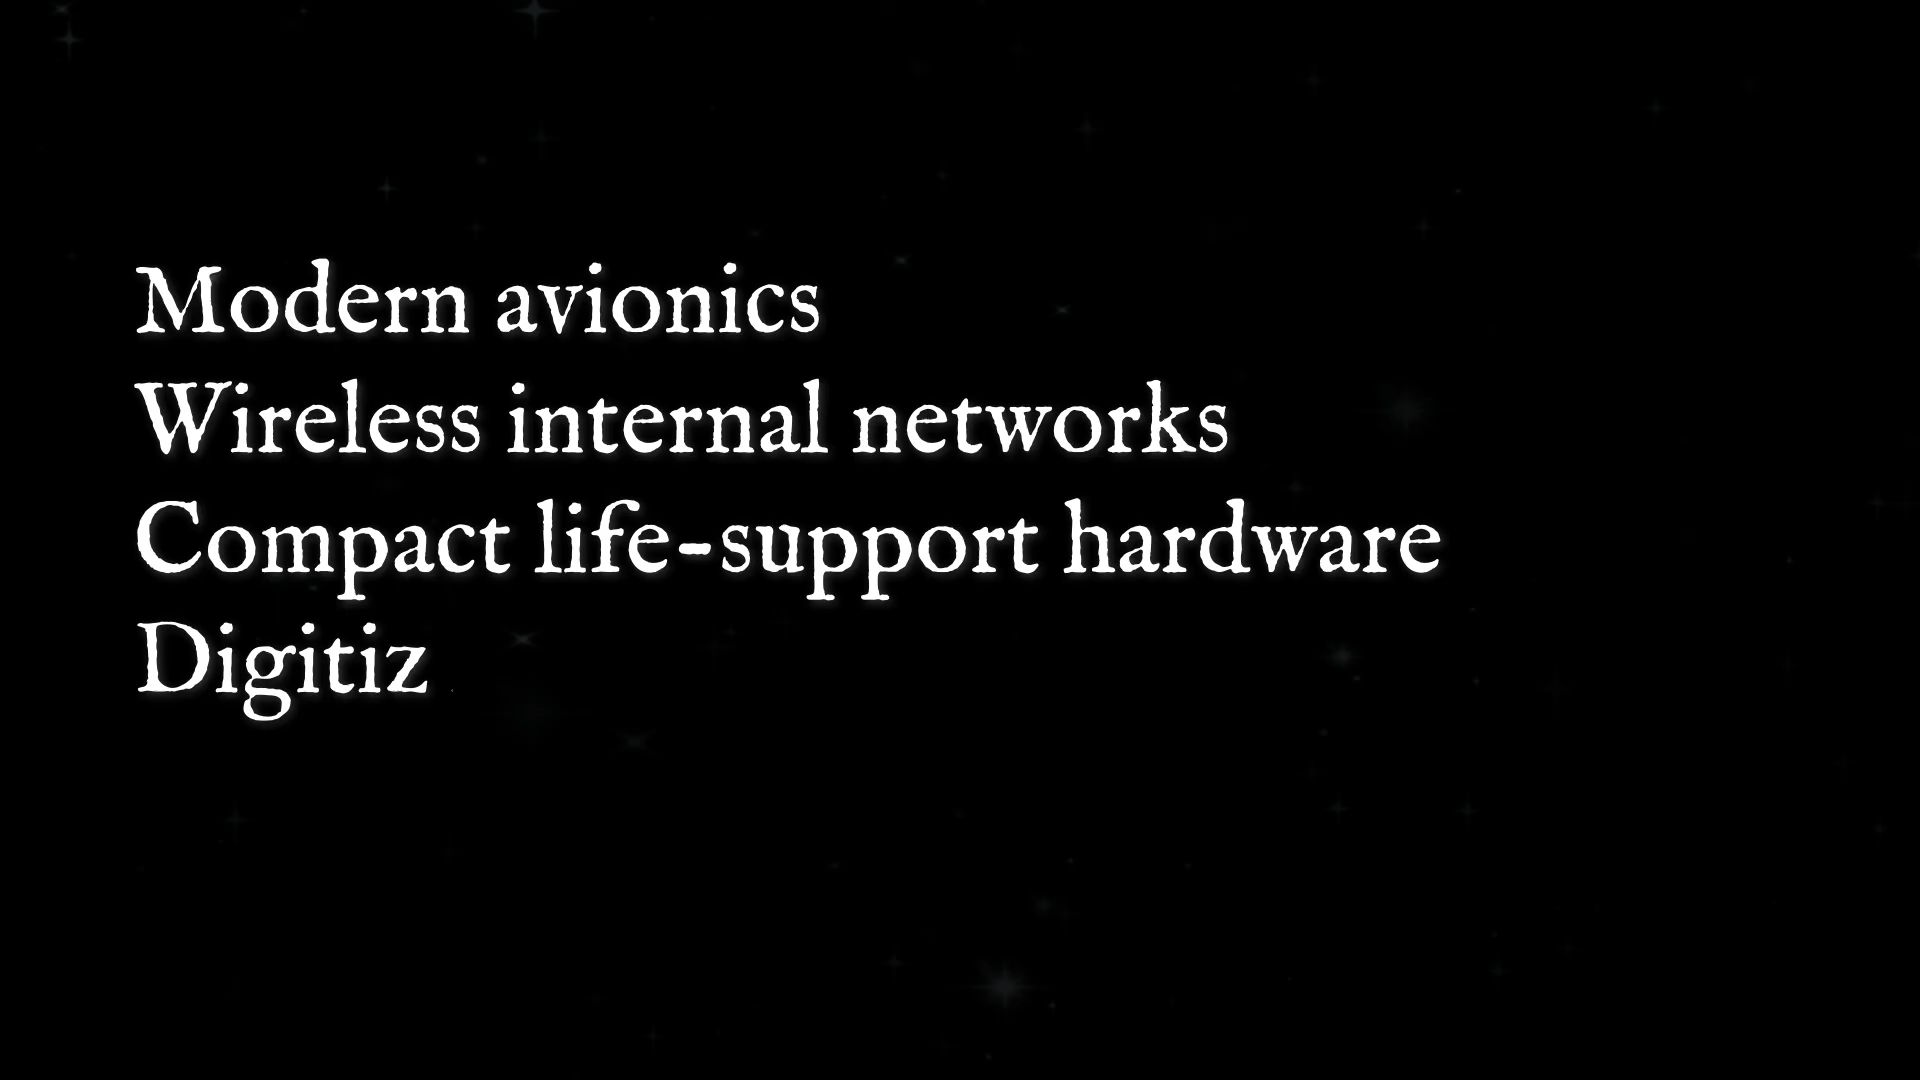 Modern avionics
Wireless internal networks
Compact life-support hardware
Digitiz